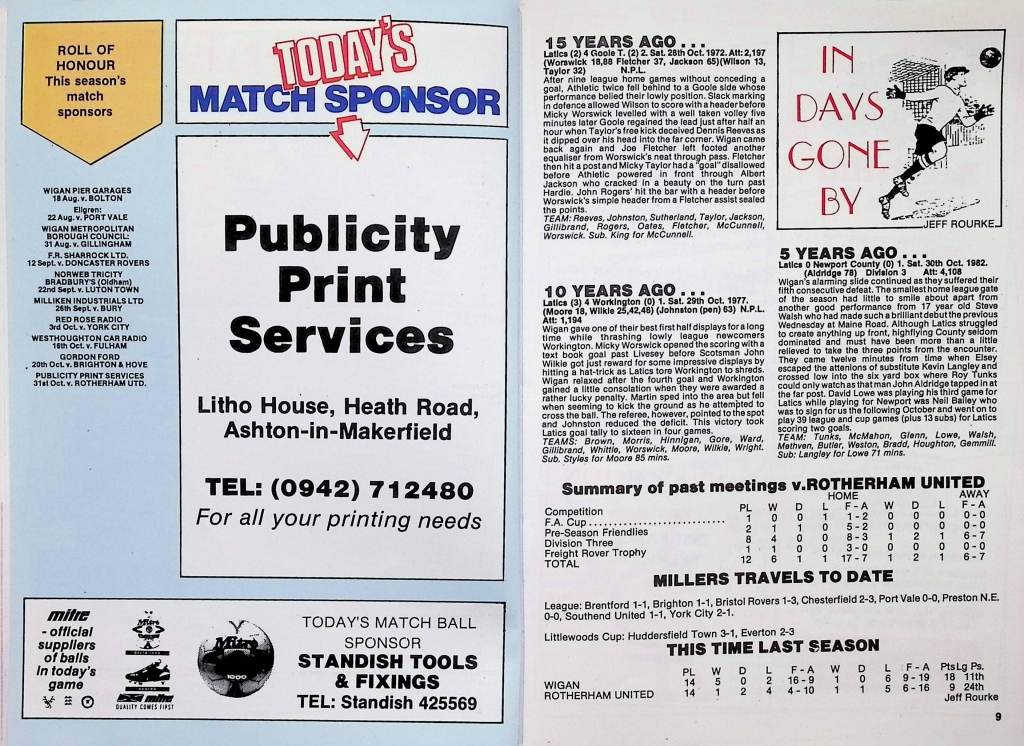 ROLL OF
HONOUR
This season's
match
sponsors
WIGAN PIER GARAGES
18 Aug. v. BOLTON
Ellgren:
22 Aug. v. PORT VALE
WIGAN METROPOLITAN
BOROUGH COUNCIL:
31 Aug. v. GILLINGHAM
F.R. SHARROCK LTD.
12 Sept. v. DONCASTER ROVERS
NORWEB TRICITY
BRADBURY'S (Oldham)
22nd Sept. v. LUTON TOWN
MILLIKEN INDUSTRIALS LTD
26th Sept. v. BURY
RED ROSE RADIO
3rd Oct. v. YORK CITY
WESTHOUGHTON CAR RADIO
16th Oct. v. FULHAM
GORDON FORD
20th Oct. v. BRIGHTON & HOVE
PUBLICITY PRINT SERVICES
31st Oct. v. ROTHERHAM UTD.
TODAY'S
MATCH SPONSOR
Publicity
Print
Services
Litho House, Heath Road,
Ashton-in-Makerfield
TEL: (0942) 712480
For all your printing needs
mitre
- official
suppliers
of balls
in today's
game
Mitre
QUALITY COMES FIRST
Mitre
1000
TODAY'S MATCH BALL
SPONSOR
STANDISH TOOLS
& FIXINGS
TEL: Standish 425569
15 YEARS AGO . . .
Latics (2) 4 Goole T. (2) 2. Sat. 28th Oct. 1972. Att: 2,197
(Worswick 18,88 Fletcher 37, Jackson 65) (Wilson 13,
Taylor 32) N.P.L.
After nine league home games without conceding a
goal, Athletic twice fell behind to a Goole side whose
performance belied their lowly position. Slack marking
in defence allowed Wilson to score with a header before
Micky Worswick levelled with a well taken volley five
minutes later Goole regained the lead just after half an
hour when Taylor's free kick deceived Dennis Reeves as
it dipped over his head into the far corner. Wigan came
back again and Joe Fletcher left footed another
equaliser from Worswick's neat through pass. Fletcher
then hit a post and Micky Taylor had a "goal" disallowed
before Athletic powered in front through Albert
Jackson who cracked in a beauty on the turn past
Hardie. John Rogers' hit the bar with a header before
Worswick's simple header from a Fletcher assist sealed
the points.
TEAM: Reeves, Johnston, Sutherland, Taylor, Jackson,
Gillibrand, Rogers, Oates, Fletcher, McCunnell,
Worswick. Sub. King for McCunnell.
10 YEARS AGO . . .
Latics (3) 4 Workington (0) 1. Sat. 29th Oct. 1977.
(Moore 18, Wilkie 25,42,46) (Johnston (pen) 63) N.P.L.
Att: 1,194
Wigan gave one of their best first half displays for a long
time while thrashing lowly league newcomers
Workington. Micky Worswick opened the scoring with a
text book goal past Livesey before Scotsman John
Wilkie got just reward for some impressive displays by
hitting a hat-trick as Latics tore Workington to shreds.
Wigan relaxed after the fourth goal and Workington
gained a little consolation when they were awarded a
rather lucky penalty. Martin sped into the area but fell
when seeming to kick the ground as he attempted to
cross the ball. The referee, however, pointed to the spot
and Johnston reduced the deficit. This victory took
Latics goal tally to sixteen in four games.
TEAMS: Brown, Morris, Hinnigan, Gore, Ward,
Gillibrand, Whittle, Worswick, Moore, Wilkie, Wright.
Sub. Styles for Moore 85 mins.
IN
DAYS
GONE
BY
JEFF ROURKE
5 YEARS AGO . . .
Latics 0 Newport County (0) 1. Sat. 30th Oct. 1982.
(Aldridge 78) Division 3 Att: 4,108
Wigan's alarming slide continued as they suffered their
fifth consecutive defeat. The smallest home league gate
of the season had little to smile about apart from
another good performance from 17 year old Steve
Walsh who had made such a brilliant debut the previous
Wednesday at Maine Road. Although Latics struggled
to create anything up front, highflying County seldom
dominated and must have been more than a little
relieved to take the three points from the encounter.
They came twelve minutes from time when Elsey
escaped the attenions of substitute Kevin Langley and
crossed low into the six yard box where Roy Tunks
could only watch as that man John Aldridge tapped in at
the far post. David Lowe was playing his third game for
Latics while playing for Newport was Neil Bailey who
was to sign for us the following October and went on to
play 39 league and cup games (plus 13 subs) for Latics
scoring two goals.
TEAM: Tunks, McMahon, Glenn, Lowe, Walsh,
Methven, Butler, Weston, Bradd, Houghton, Gemmill.
Sub: Langley for Lowe 71 mins.
Summary of past meetings v.ROTHERHAM UNITED
HOME AWAY
Competition PL W D L F - A W D L F - A
F.A. Cup . . . . . . . . . . . . . . . . . . . . . . . . . 1 0 0 1 1 - 2 0 0 0 0 - 0
Pre-Season Friendlies 2 1 1 0 5 - 2 0 0 0 0 - 0
Division Three 8 4 0 0 8 - 3 1 2 1 6 - 7
Freight Rover Trophy 1 1 0 0 3 - 0 0 0 0 0 - 0
TOTAL 12 6 1 1 17 - 7 1 2 1 6 - 7
MILLERS TRAVELS TO DATE
League: Brentford 1-1, Brighton 1-1, Bristol Rovers 1-3, Chesterfield 2-3, Port Vale 0-0, Preston N.E.
0-0, Southend United 1-1, York City 2-1.
Littlewoods Cup: Huddersfield Town 3-1, Everton 2-3
THIS TIME LAST SEASON
PL W D L F - A W D L F - A Pts Lg Ps.
WIGAN 14 5 0 2 16 - 9 1 0 6 9 - 19 18 11th
ROTHERHAM UNITED 14 1 2 4 4 - 10 1 1 5 6 - 16 9 24th
Jeff Rourke
9